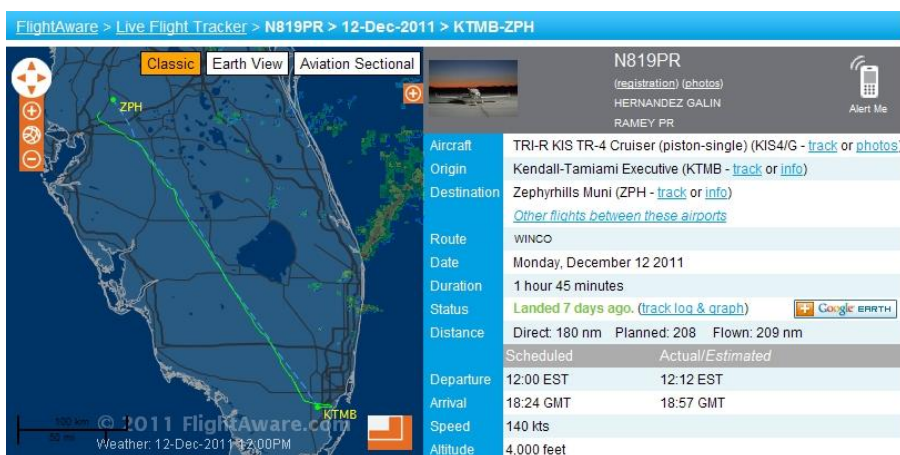 FlightAware > Live Flight Tracker > N819PR > 12-Dec-2011 > KTMB-ZPH
Classic Earth View Aviation Sectional
ZPH
KTMB
100 km
50 mi
© 2011 FlightAware.com
Weather: 12-Dec-2011 12:00PM
N819PR
(registration) (photos)
HERNANDEZ GALIN
RAMEY PR
Alert Me
Aircraft TRI-R KIS TR-4 Cruiser (piston-single) (KIS4/G - track or photos)
Origin Kendall-Tamiami Executive (KTMB - track or info)
Destination Zephyrhills Muni (ZPH - track or info)
Other flights between these airports
Route WINCO
Date Monday, December 12 2011
Duration 1 hour 45 minutes
Status Landed 7 days ago. (track log & graph) Google EARTH
Distance Direct: 180 nm Planned: 208 Flown: 209 nm
Scheduled Actual/Estimated
Departure 12:00 EST 12:12 EST
Arrival 18:24 GMT 18:57 GMT
Speed 140 kts
Altitude 4,000 feet